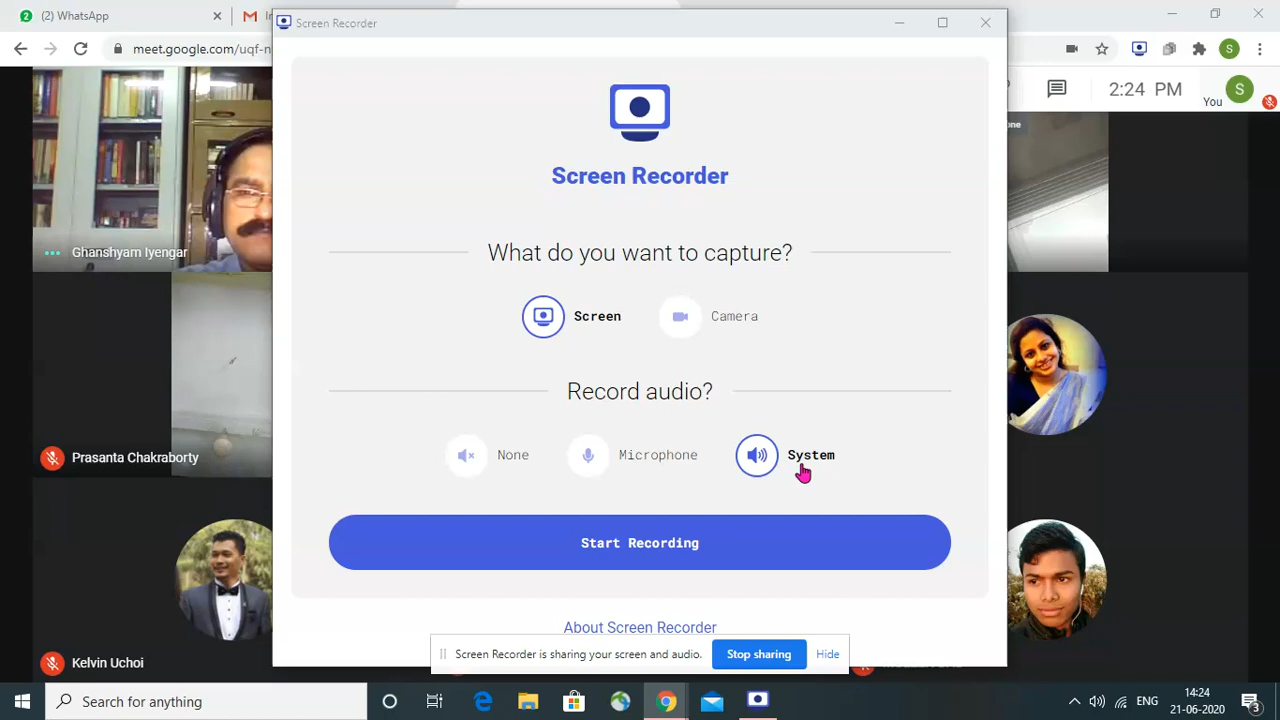 (2) WhatsApp
Screen Recorder
meet.google.com/uqf-n
2:24 PM
You
S
Screen Recorder
Ghanshyam Iyengar
What do you want to capture?
Screen
Camera
Record audio?
None
Microphone
System
Prasanta Chakraborty
Start Recording
About Screen Recorder
Screen Recorder is sharing your screen and audio.
Stop sharing
Hide
Kelvin Uchoi
Search for anything
ENG
14:24
21-06-2020
3